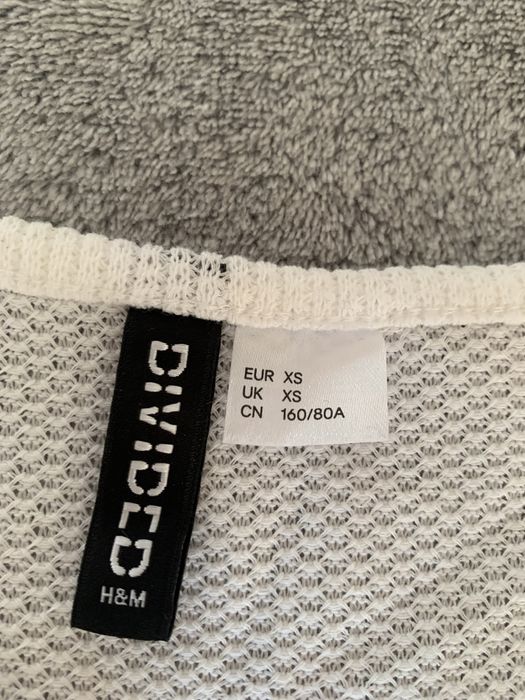 DIVIDED
H&M
EUR XS
UK XS
CN 160/80A